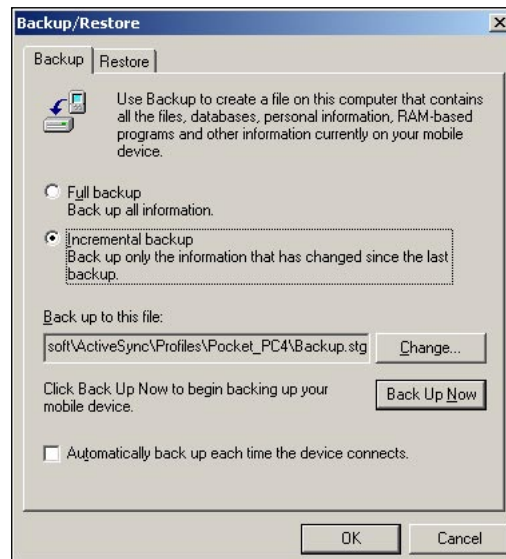 Backup/Restore
Backup
Restore
Use Backup to create a file on this computer that contains
all the files, databases, personal information, RAM-based
programs and other information currently on your mobile
device.
Full backup
Back up all information.
Incremental backup
Back up only the information that has changed since the last
backup.
Back up to this file:
soft\ActiveSync\Profiles\Pocket_PC4\Backup.stg
Change...
Click Back Up Now to begin backing up your
mobile device.
Back Up Now
Automatically back up each time the device connects.
OK
Cancel